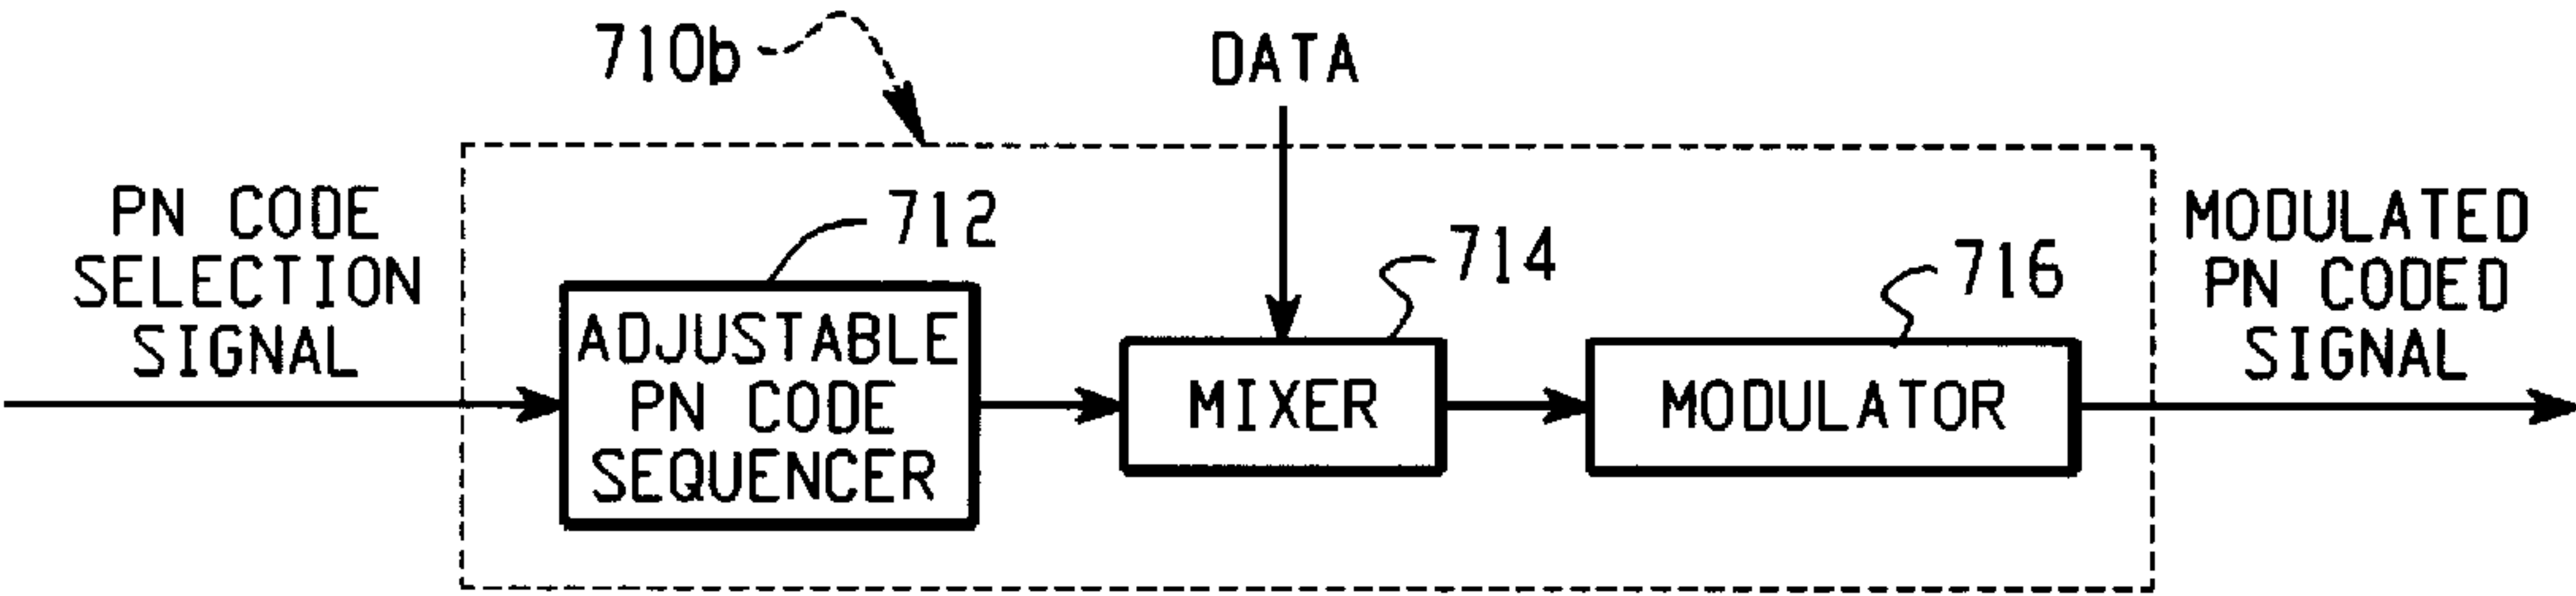 710b
DATA
PN CODE
SELECTION
SIGNAL
712
ADJUSTABLE
PN CODE
SEQUENCER
714
MIXER
716
MODULATOR
MODULATED
PN CODED
SIGNAL